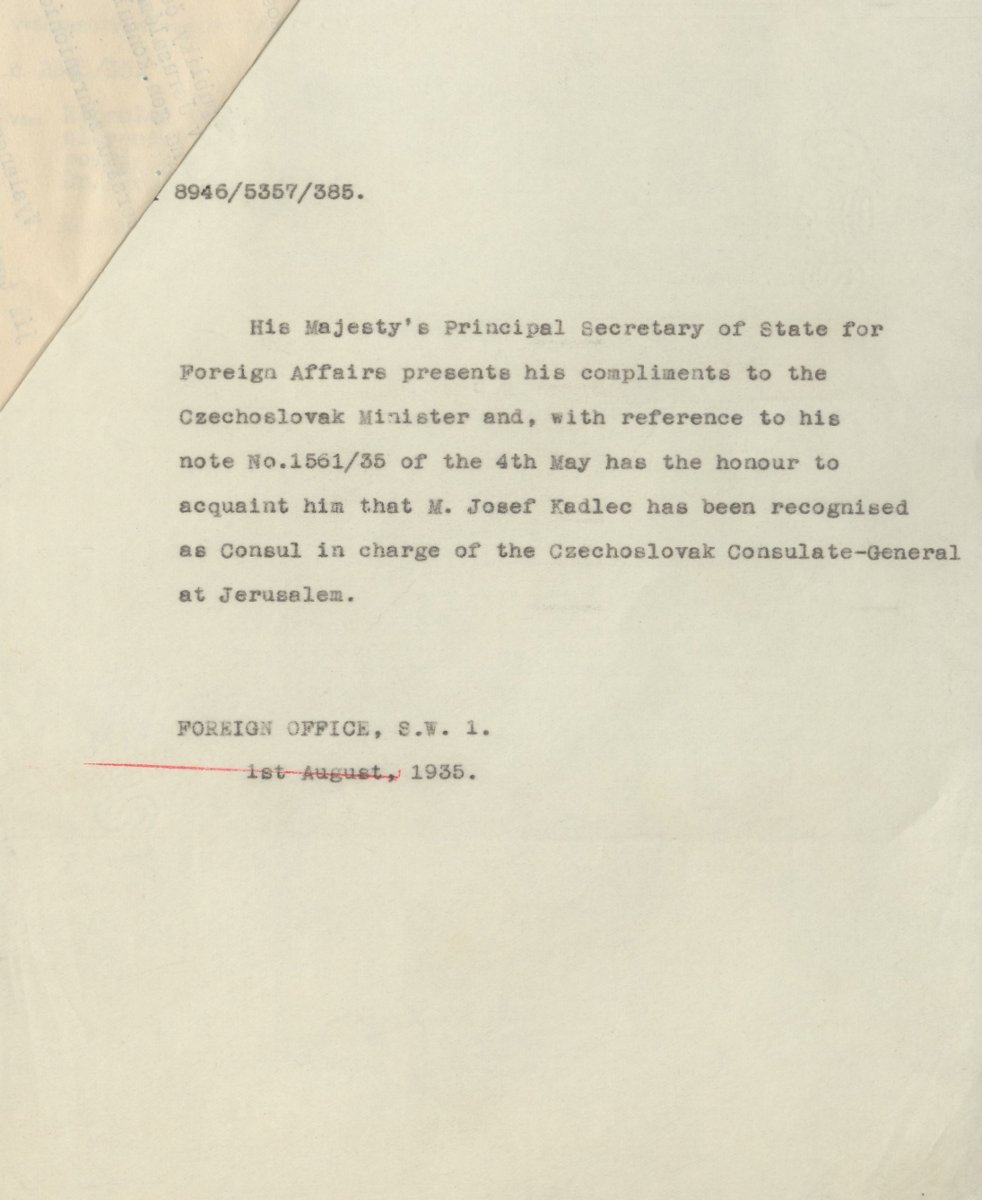 8946/5357/385.
His Majesty's Principal Secretary of State for
Foreign Affairs presents his compliments to the
Czechoslovak Minister and, with reference to his
note No.1561/35 of the 4th May has the honour to
acquaint him that M. Josef Kadlec has been recognised
as Consul in charge of the Czechoslovak Consulate-General
at Jerusalem.
FOREIGN OFFICE, S.W. 1.
1st August, 1935.